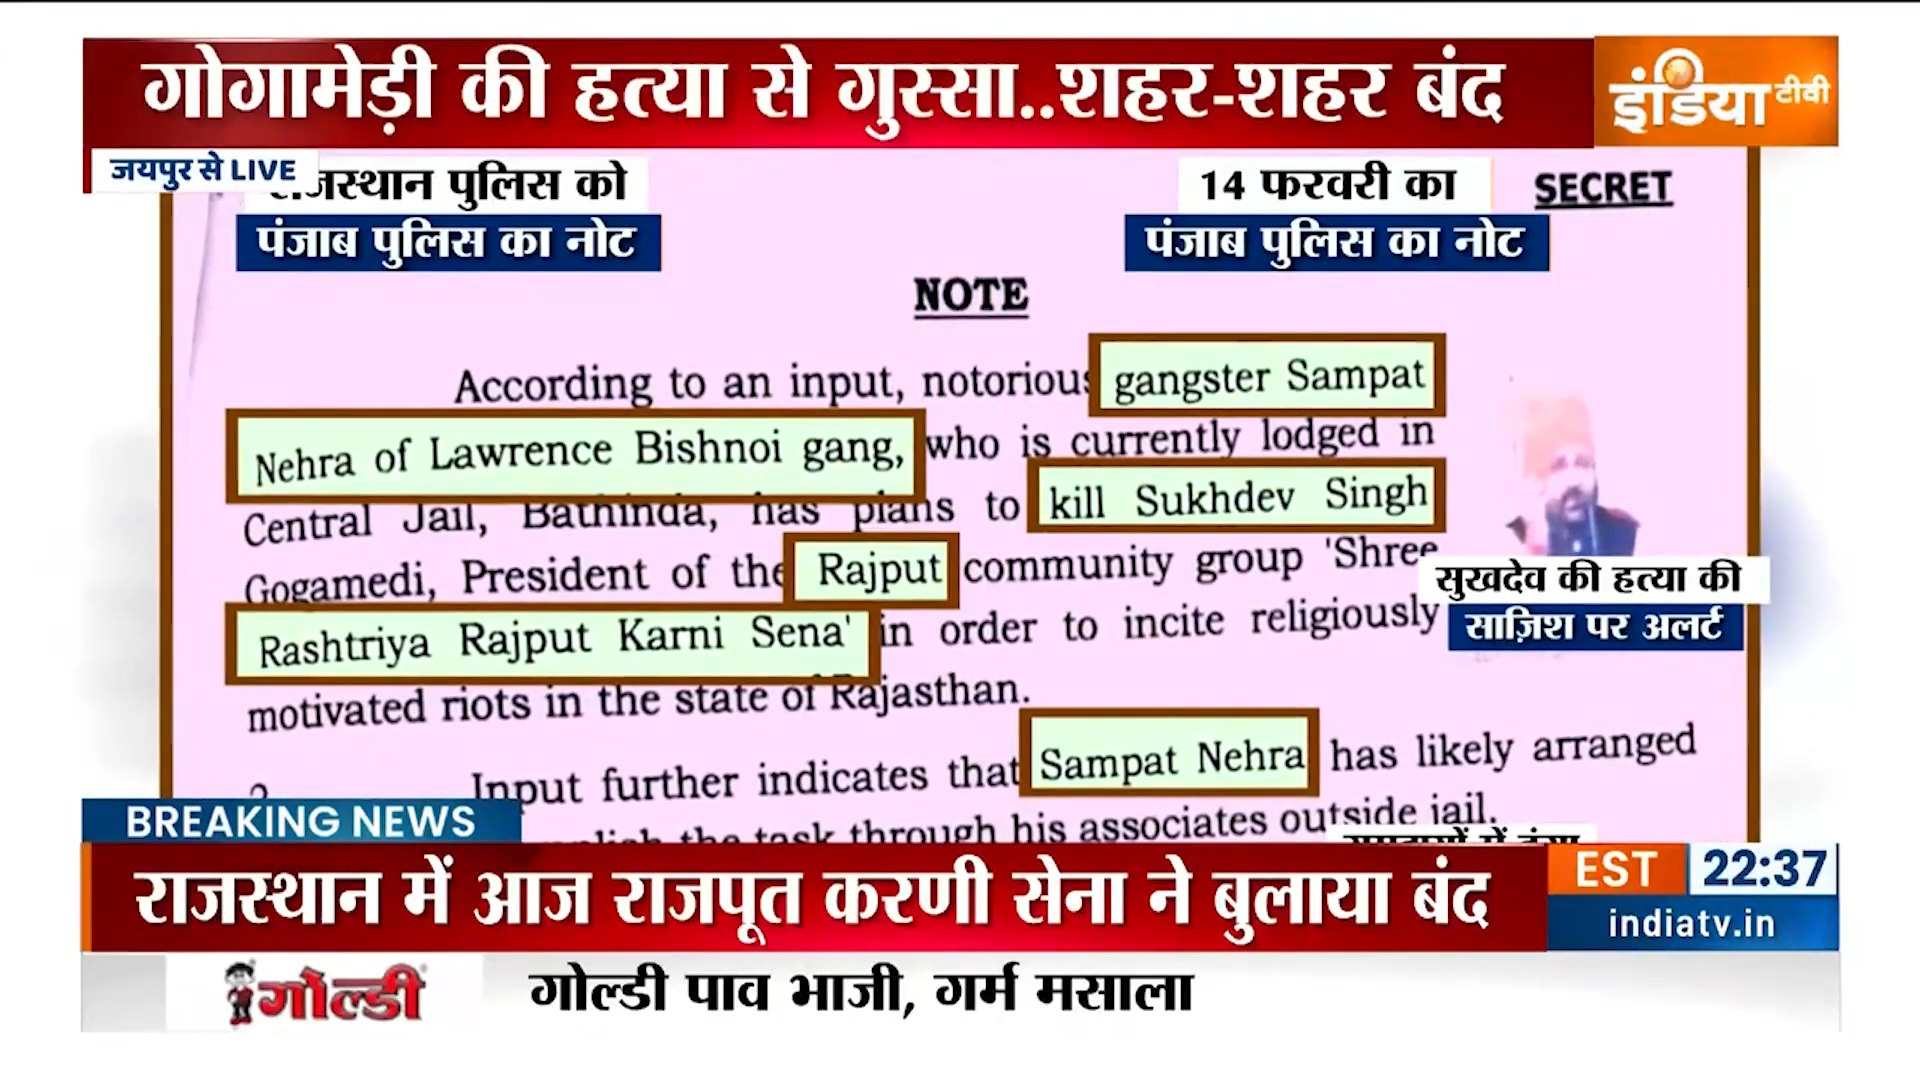 गोगामेड़ी की हत्या से गुस्सा..शहर-शहर बंद
इंडिया टीवी
जयपुर से LIVE
राजस्थान पुलिस को
पंजाब पुलिस का नोट
14 फरवरी का
पंजाब पुलिस का नोट
SECRET
NOTE
According to an input, notorious gangster Sampat
Nehra of Lawrence Bishnoi gang, who is currently lodged in
Central Jail, Bathinda, has plans to kill Sukhdev Singh
Gogamedi, President of the Rajput community group 'Shree
Rashtriya Rajput Karni Sena' in order to incite religiously
motivated riots in the state of Rajasthan.
सुखदेव की हत्या की
साज़िश पर अलर्ट
Input further indicates that Sampat Nehra has likely arranged
the task through his associates outside jail.
BREAKING NEWS
राजस्थान में आज राजपूत करणी सेना ने बुलाया बंद
EST 22:37
indiatv.in
गोल्डी
गोल्डी पाव भाजी, गर्म मसाला